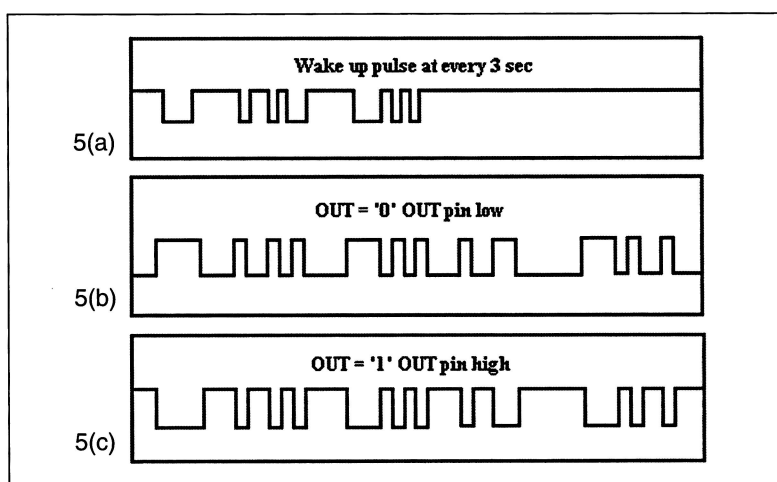 Wake up pulse at every 3 sec
5(a)
OUT = "0" OUT pin low
5(b)
OUT = "1" OUT pin high
5(c)